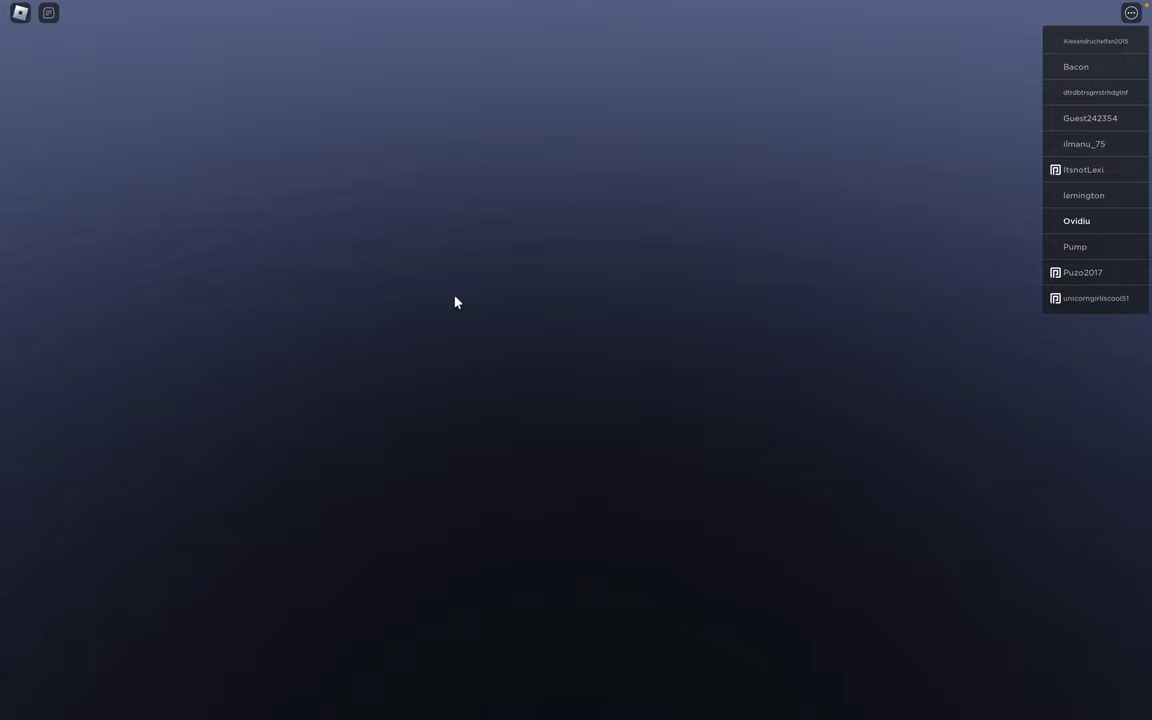 Alexandruchelfan2015
Bacon
dtrdbtrsgrrstrhdgtnf
Guest242354
ilmanu_75
ItsnotLexi
lemington
Ovidiu
Pump
Puzo2017
unicorngirliscool51